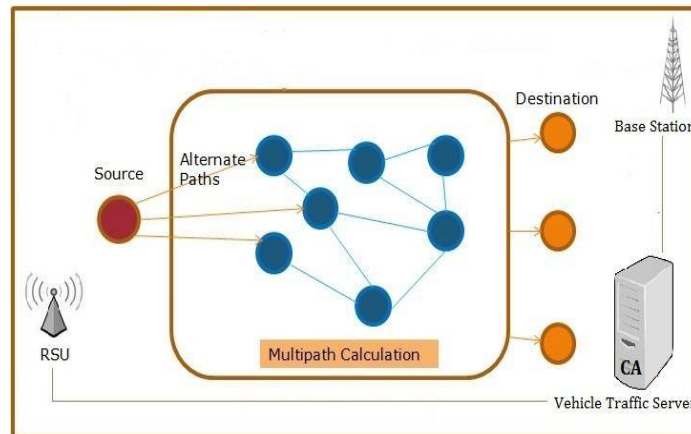 Destination
Base Station
Alternate
Paths
Source
RSU
Multipath Calculation
CA
Vehicle Traffic Server